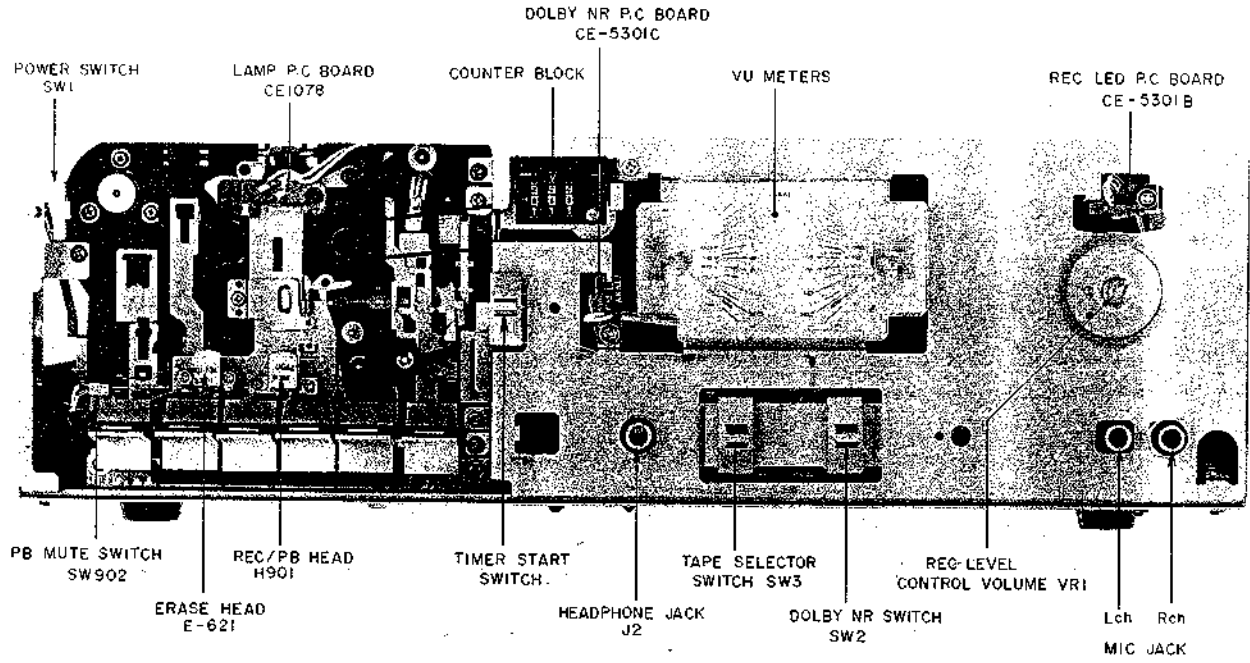 DOLBY NR P.C BOARD
CE-5301C
POWER SWITCH
SW1
LAMP P.C BOARD
CE1078
COUNTER BLOCK
VU METERS
REC LED P.C BOARD
CE-5301B
PB MUTE SWITCH
SW902
REC/PB HEAD
H901
TIMER START
SWITCH
TAPE SELECTOR
SWITCH SW3
REC-LEVEL
CONTROL VOLUME VR1
ERASE HEAD
E-621
HEADPHONE JACK
J2
DOLBY NR SWITCH
SW2
Lch
Rch
MIC JACK